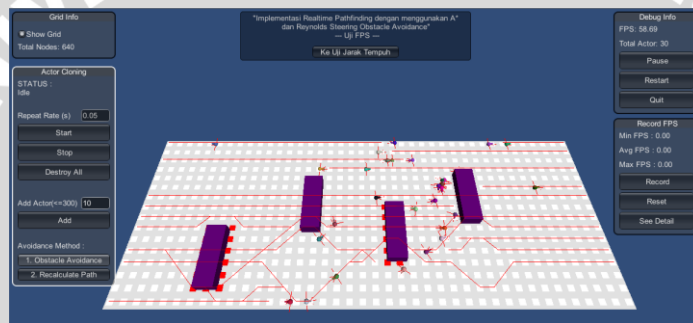 Grid Info
Show Grid
Total Nodes: 640
Actor Cloning
STATUS :
Idle
Repeat Rate (s) 0.05
Start
Stop
Destroy All
Add Actor(<=300) 10
Add
Avoidance Method :
1. Obstacle Avoidance
2. Recalculate Path
"Implementasi Realtime Pathfinding dengan menggunakan A*
dan Reynolds Steering Obstacle Avoidance"
— Uji FPS —
Ke Uji Jarak Tempuh
Debug Info
FPS: 58.69
Total Actor: 30
Pause
Restart
Quit
Record FPS
Min FPS : 0.00
Avg FPS : 0.00
Max FPS : 0.00
Record
Reset
See Detail